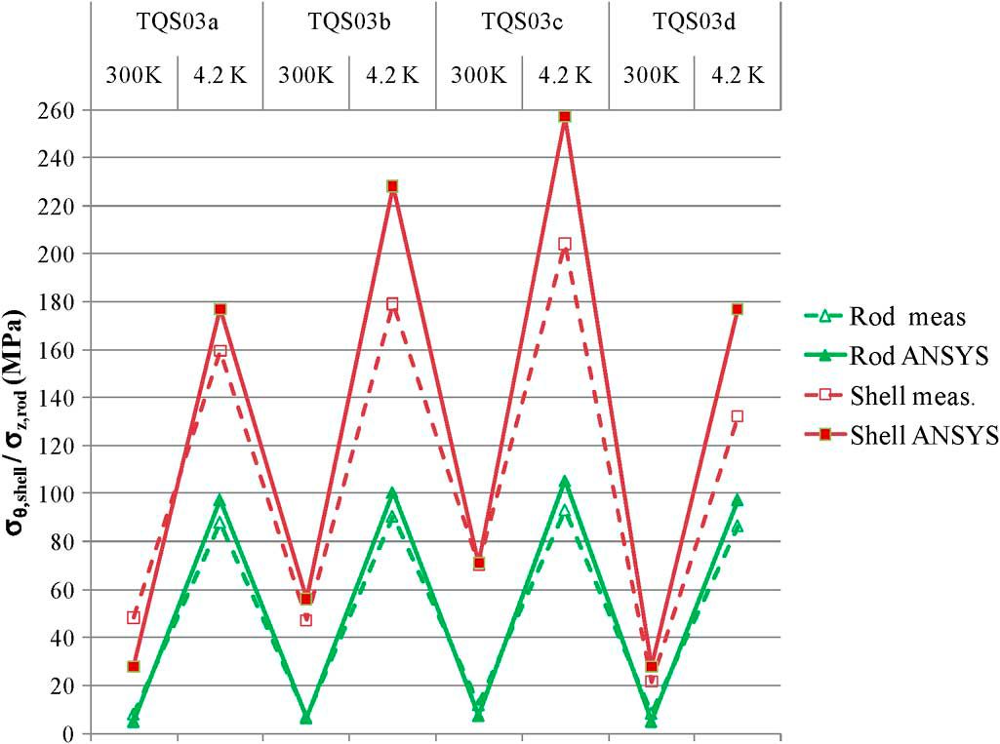 TQS03a TQS03b TQS03c TQS03d
300K 4.2 K 300K 4.2 K 300K 4.2 K 300K 4.2 K
260
240
220
200
180
160
140
120
100
80
60
40
20
0
σθ,shell / σz,rod (MPa)
Rod meas
Rod ANSYS
Shell meas.
Shell ANSYS